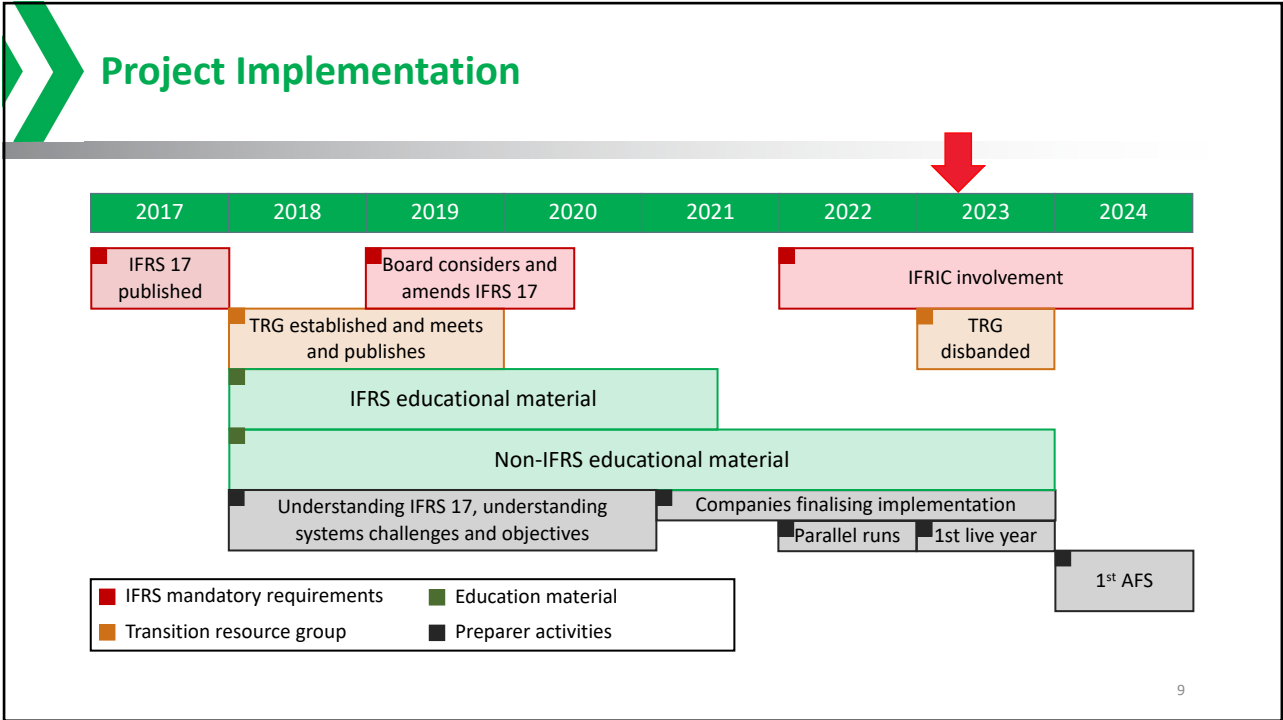 Project Implementation
2017 2018 2019 2020 2021 2022 2023 2024
IFRS 17
published
Board considers and
amends IFRS 17
IFRIC involvement
TRG established and meets
and publishes
TRG
disbanded
IFRS educational material
Non-IFRS educational material
Understanding IFRS 17, understanding
systems challenges and objectives
Companies finalising implementation
Parallel runs
1st live year
1st AFS
IFRS mandatory requirements
Education material
Transition resource group
Preparer activities
9